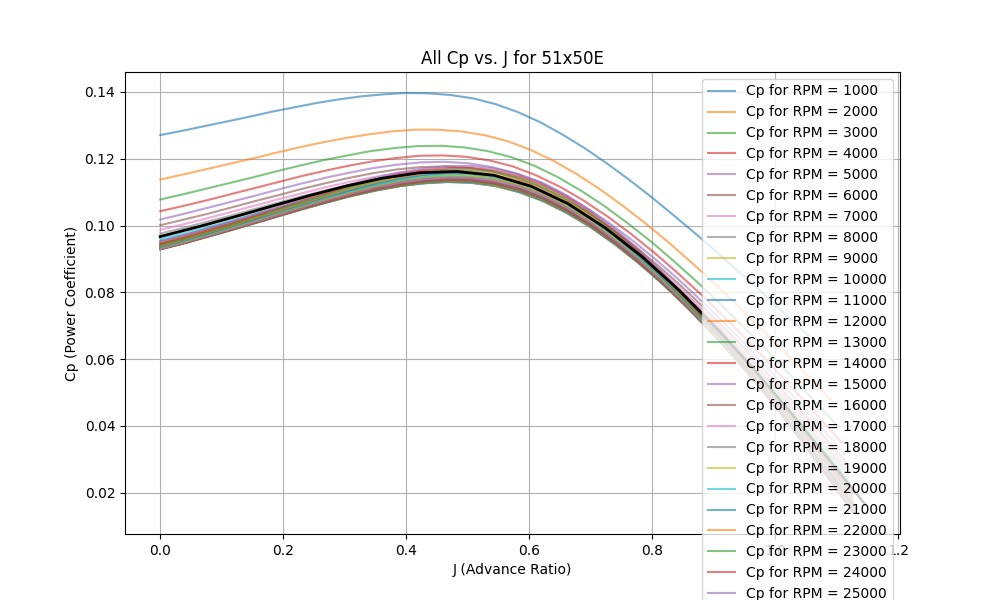 All Cp vs. J for 51x50E
Cp (Power Coefficient)
0.14
0.12
0.10
0.08
0.06
0.04
0.02
0.0 0.2 0.4 0.6 0.8 1.0 1.2
J (Advance Ratio)
Cp for RPM = 1000
Cp for RPM = 2000
Cp for RPM = 3000
Cp for RPM = 4000
Cp for RPM = 5000
Cp for RPM = 6000
Cp for RPM = 7000
Cp for RPM = 8000
Cp for RPM = 9000
Cp for RPM = 10000
Cp for RPM = 11000
Cp for RPM = 12000
Cp for RPM = 13000
Cp for RPM = 14000
Cp for RPM = 15000
Cp for RPM = 16000
Cp for RPM = 17000
Cp for RPM = 18000
Cp for RPM = 19000
Cp for RPM = 20000
Cp for RPM = 21000
Cp for RPM = 22000
Cp for RPM = 23000
Cp for RPM = 24000
Cp for RPM = 25000